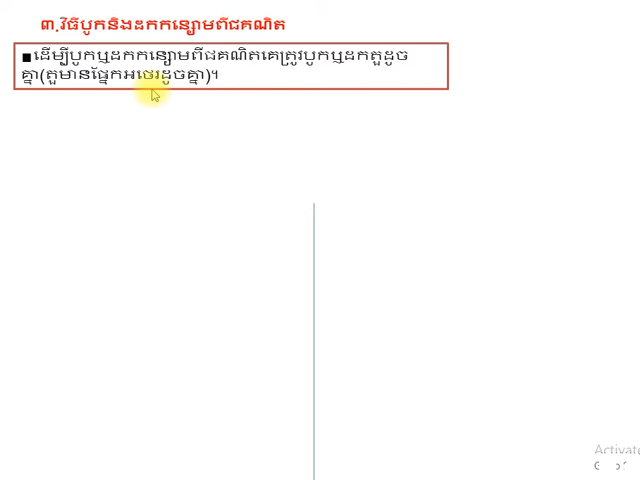 ៣.វិធីបូកនិងដកកន្សោមពីជគណិត
■ដើម្បីបូកឬដកកន្សោមពីជគណិតគេត្រូវបូកឬដកតួដូច
គ្នា(តួមានផ្នែកអថេរដូចគ្នា)។
Activate